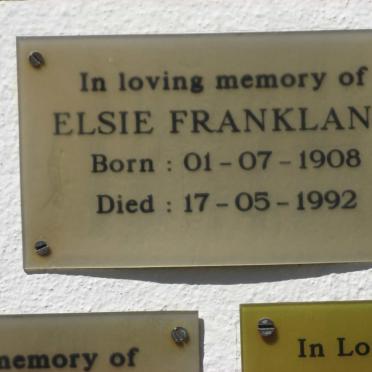 In loving memory of
ELSIE FRANKLAN
Born : 01-07-1908
Died : 17-05-1992
memory of
In Lo